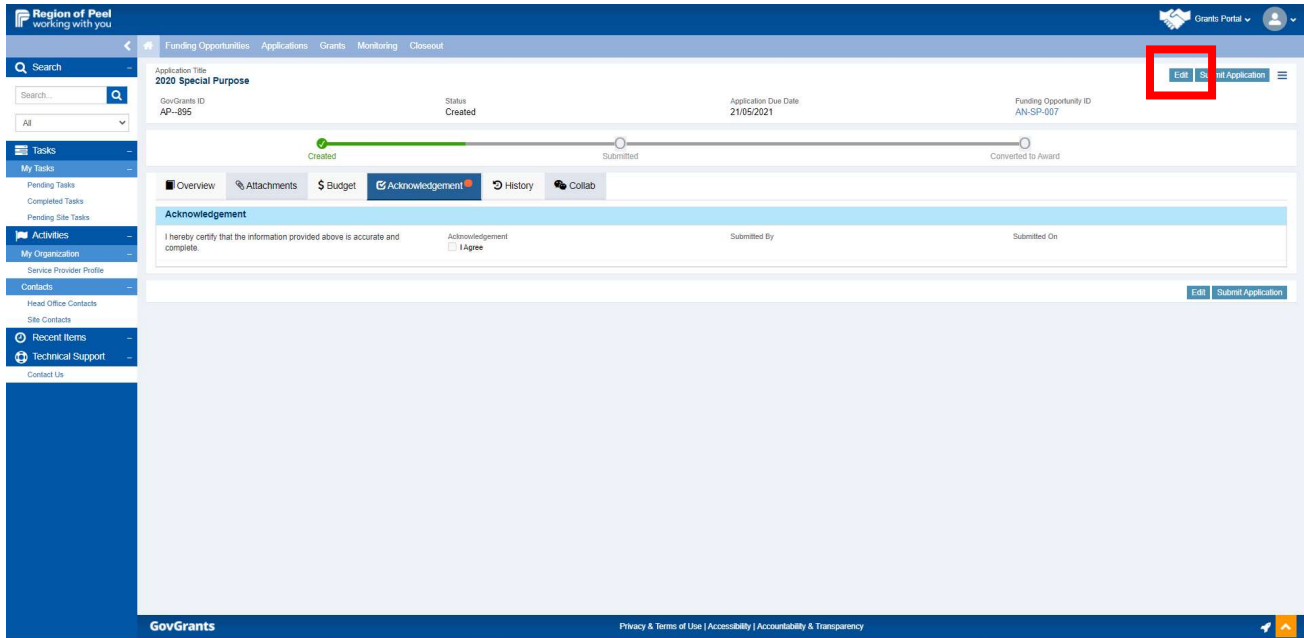 Region of Peel
working with you
Grants Portal
Funding Opportunities Applications Grants Monitoring Closeout
Search
Search...
All
Tasks
My Tasks
Pending Tasks
Completed Tasks
Pending Site Tasks
Activities
My Organization
Service Provider Profile
Contacts
Head Office Contacts
Site Contacts
Recent Items
Technical Support
Contact Us
Application Title
2020 Special Purpose
Edit Submit Application
GovGrants ID Status Application Due Date Funding Opportunity ID
AP--895 Created 21/05/2021 AN-SP-007
Created Submitted Converted to Award
Overview Attachments $ Budget Acknowledgement History Collab
Acknowledgement
I hereby certify that the information provided above is accurate and
complete.
Acknowledgement
I Agree
Submitted By
Submitted On
Edit Submit Application
GovGrants
Privacy & Terms of Use | Accessibility | Accountability & Transparency